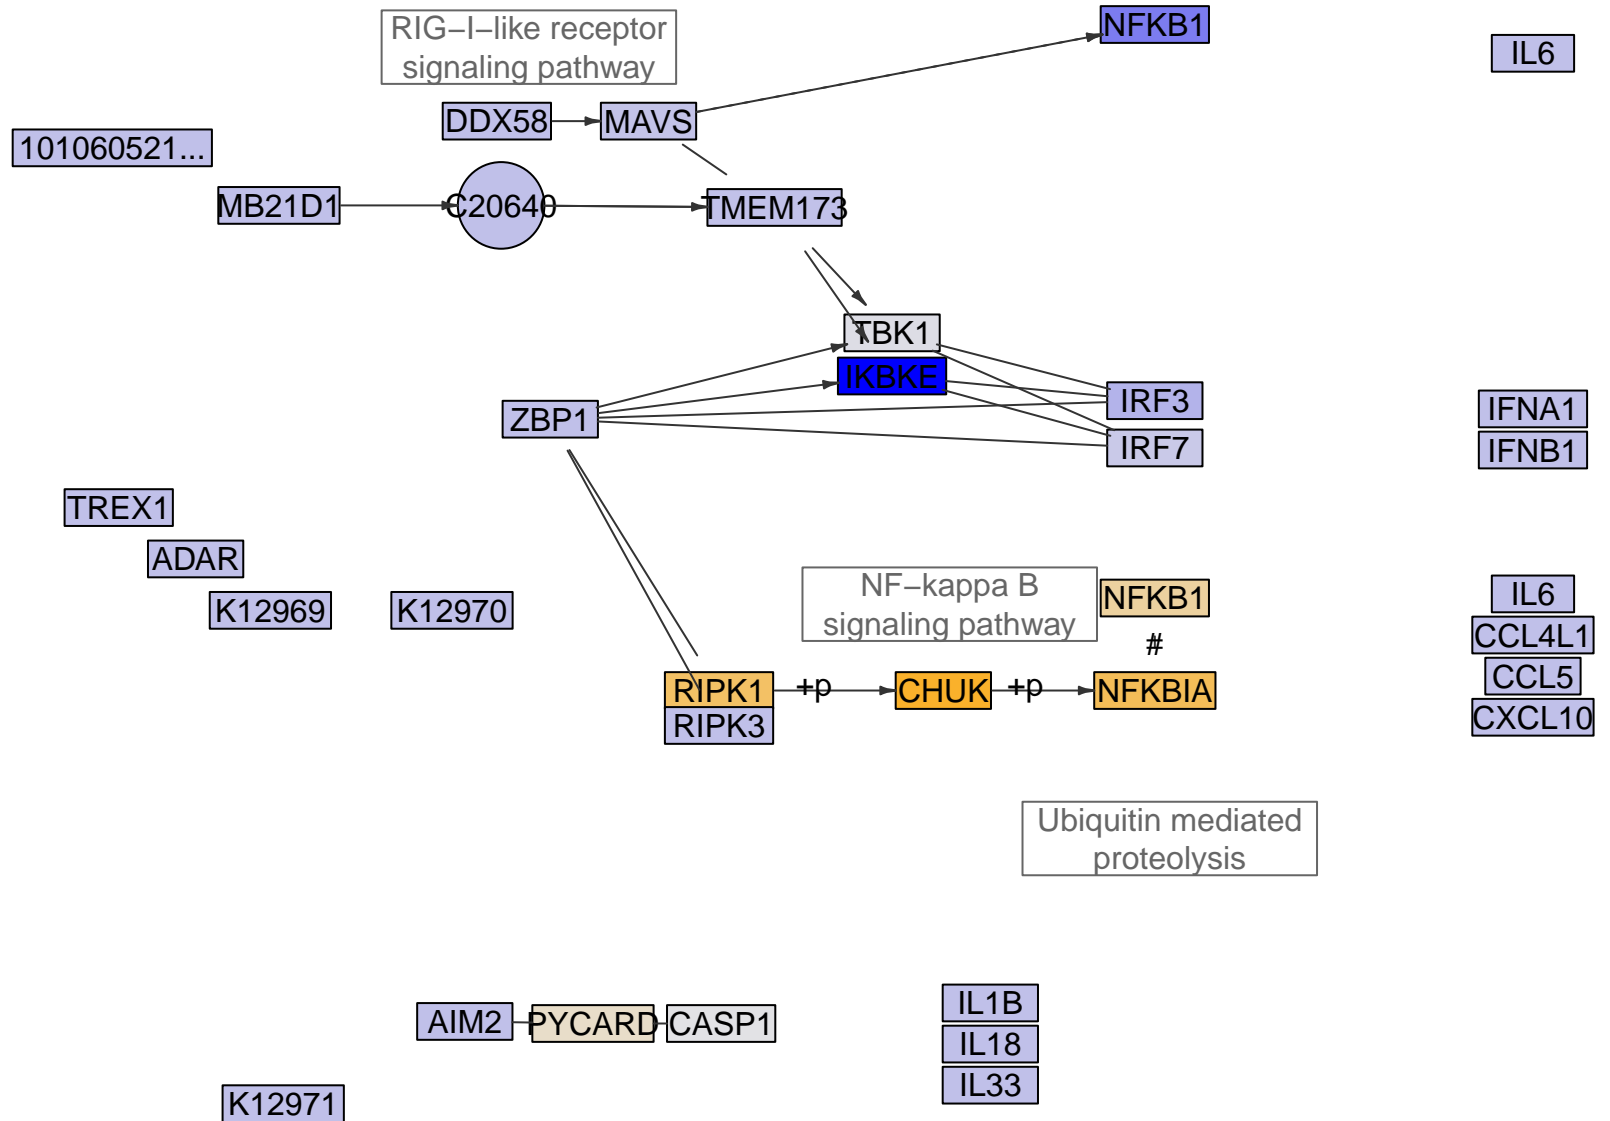 RIG−I−like receptor
signaling pathway
NFKB1
IL6
DDX58
MAVS
101060521...
MB21D1
C20640
TMEM173
TBK1
IKBKE
ZBP1
IRF3
IRF7
IFNA1
IFNB1
TREX1
ADAR
K12969
K12970
NF−kappa B
signaling pathway
NFKB1
#
IL6
CCL4L1
CCL5
CXCL10
RIPK1
+p
CHUK
+p
NFKBIA
RIPK3
Ubiquitin mediated
proteolysis
AIM2
PYCARD
CASP1
IL1B
IL18
IL33
K12971